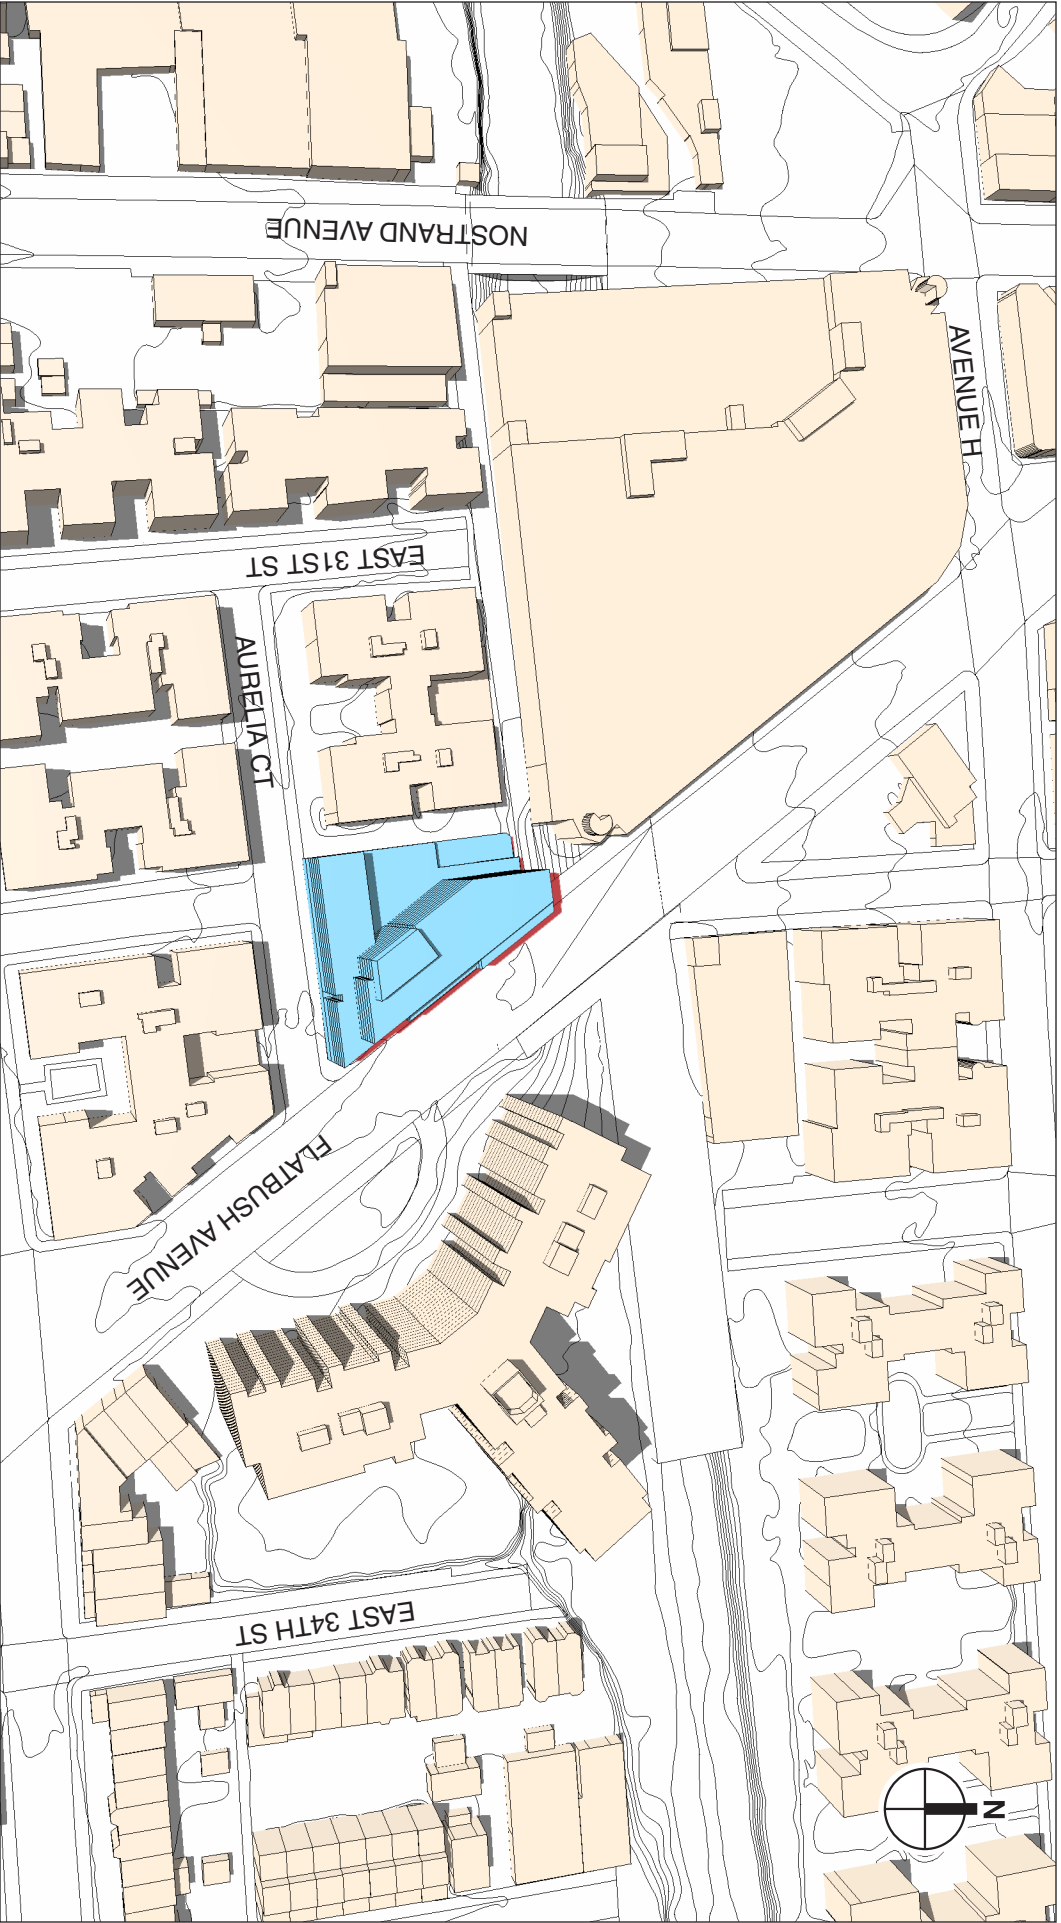 NOSTRAND AVENUE
AVENUE H
EAST 31ST ST
AURELIA CT
FLATBUSH AVENUE
EAST 34TH ST
N